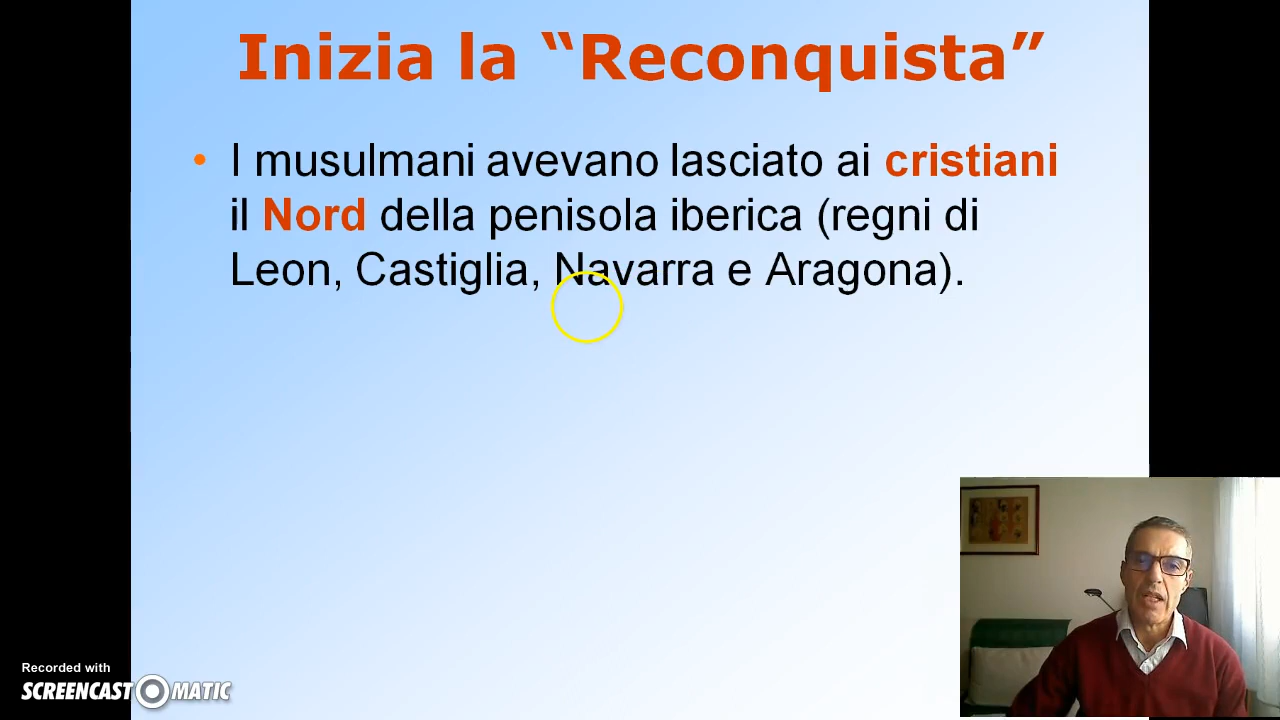 Inizia la “Reconquista”
• I musulmani avevano lasciato ai cristiani
il Nord della penisola iberica (regni di
Leon, Castiglia, Navarra e Aragona).
Recorded with
SCREENCAST MATIC